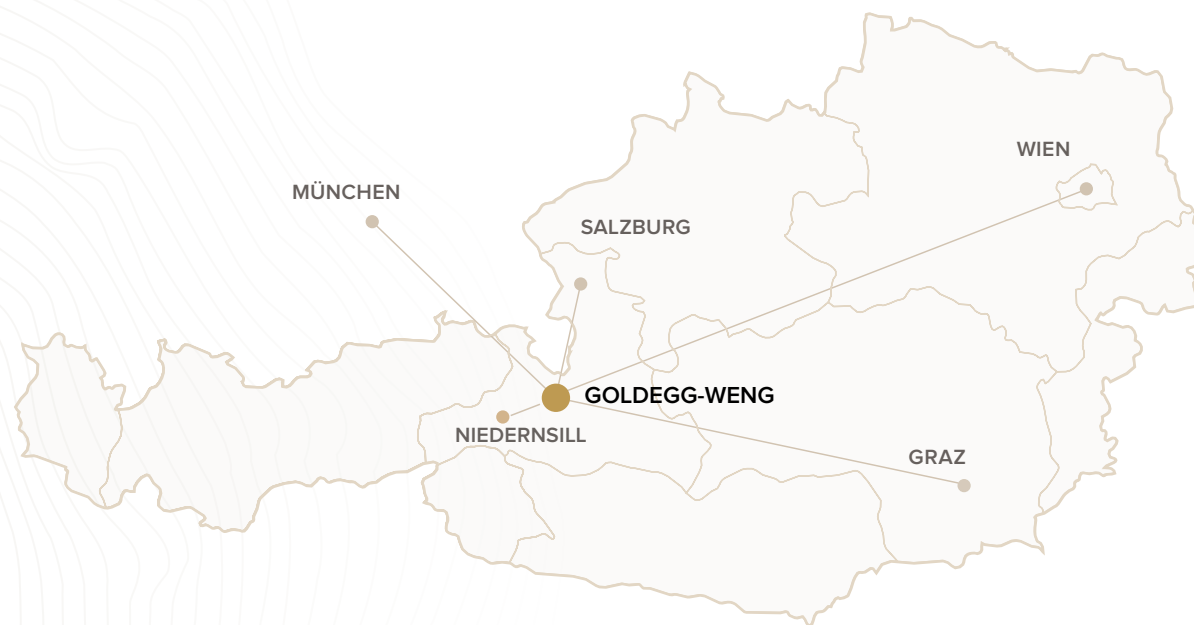 WIEN
MÜNCHEN
SALZBURG
GOLDEGG-WENG
NIEDERNSILL
GRAZ